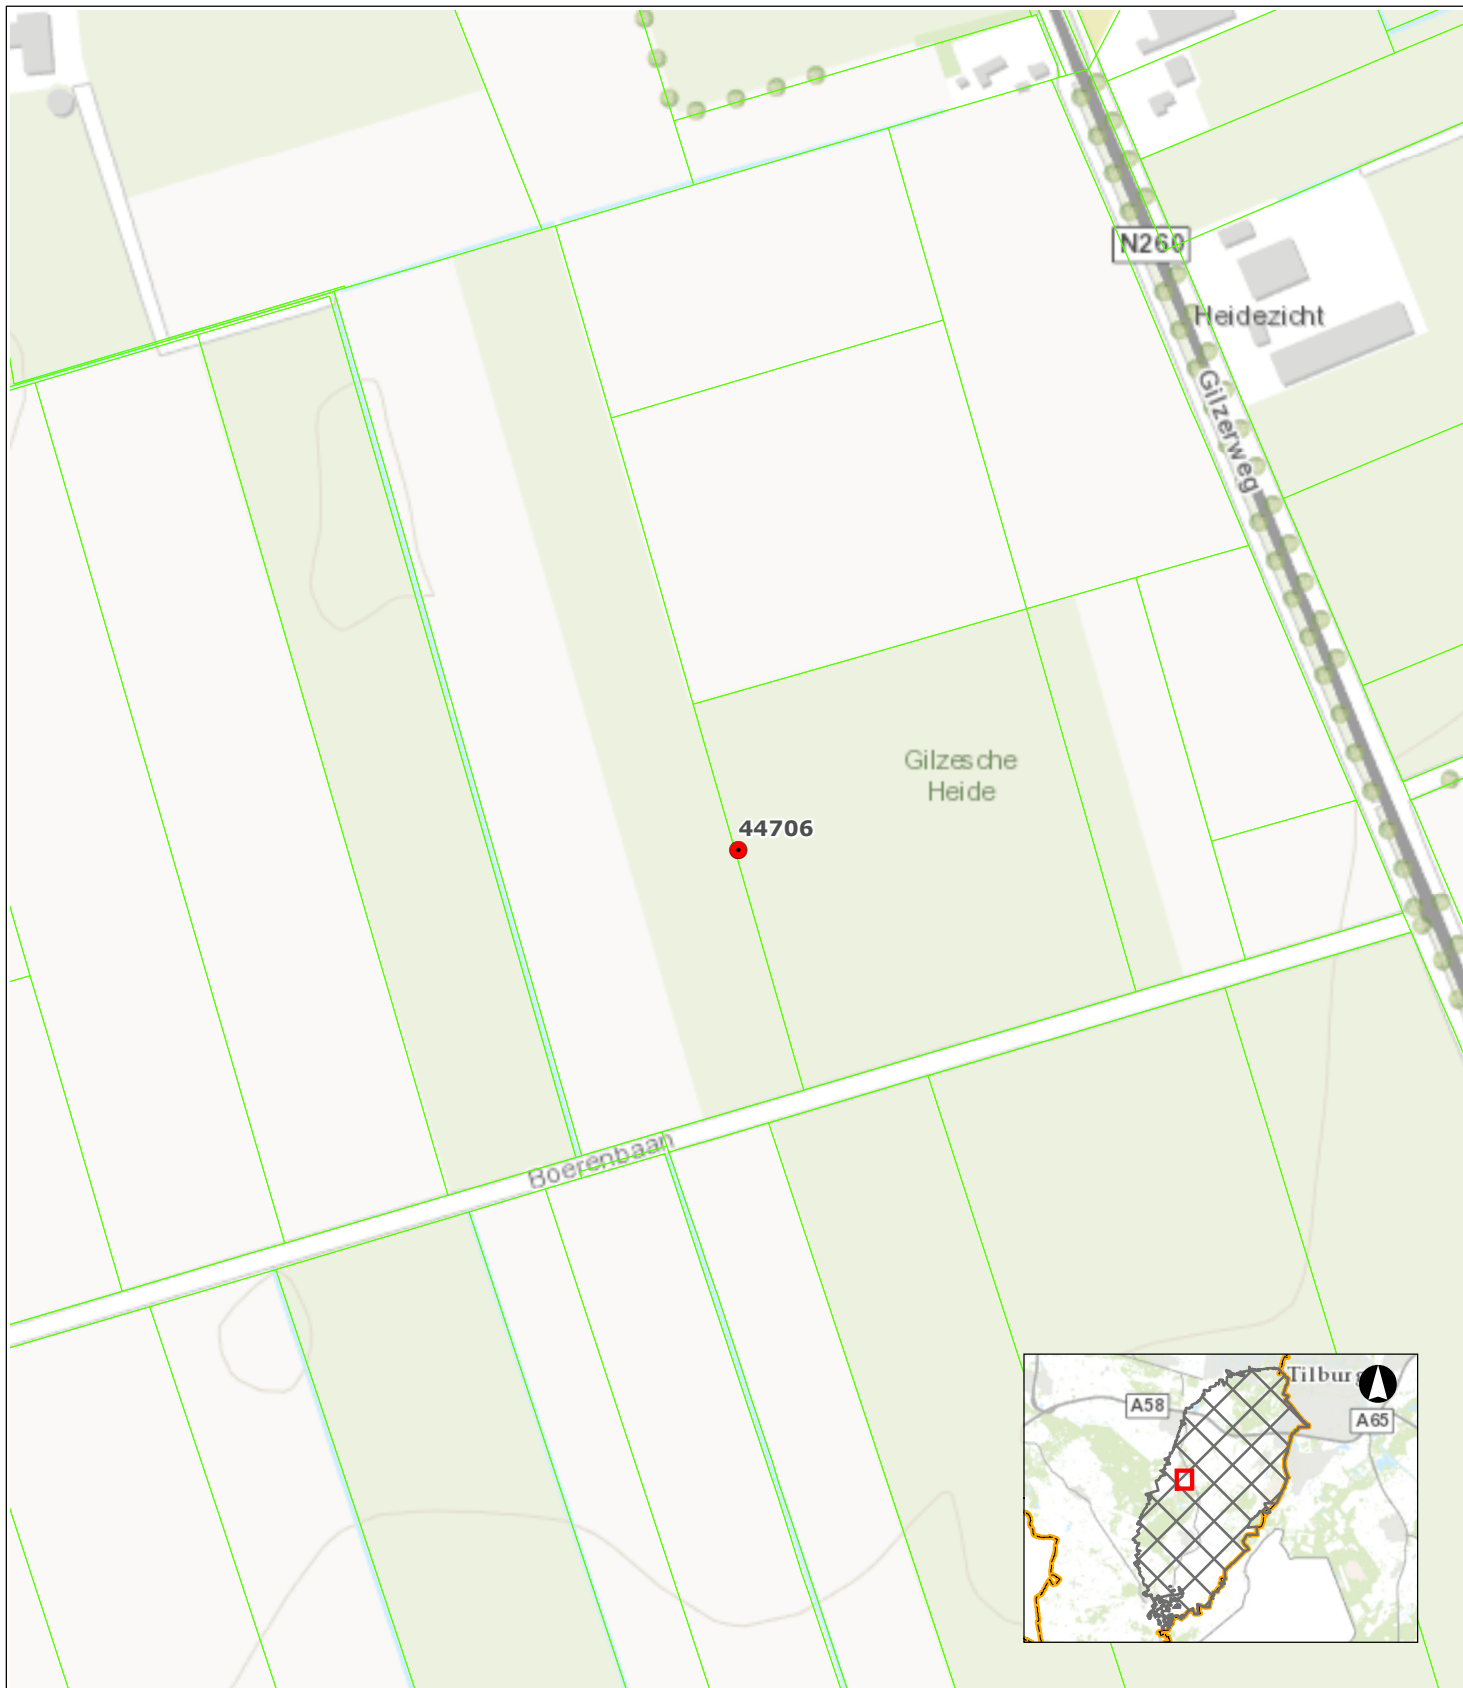 N260
Heidezicht
Gilzerweg
Gilzesche
Heide
44706
Boerenbaan
Tilburg
A58
A65